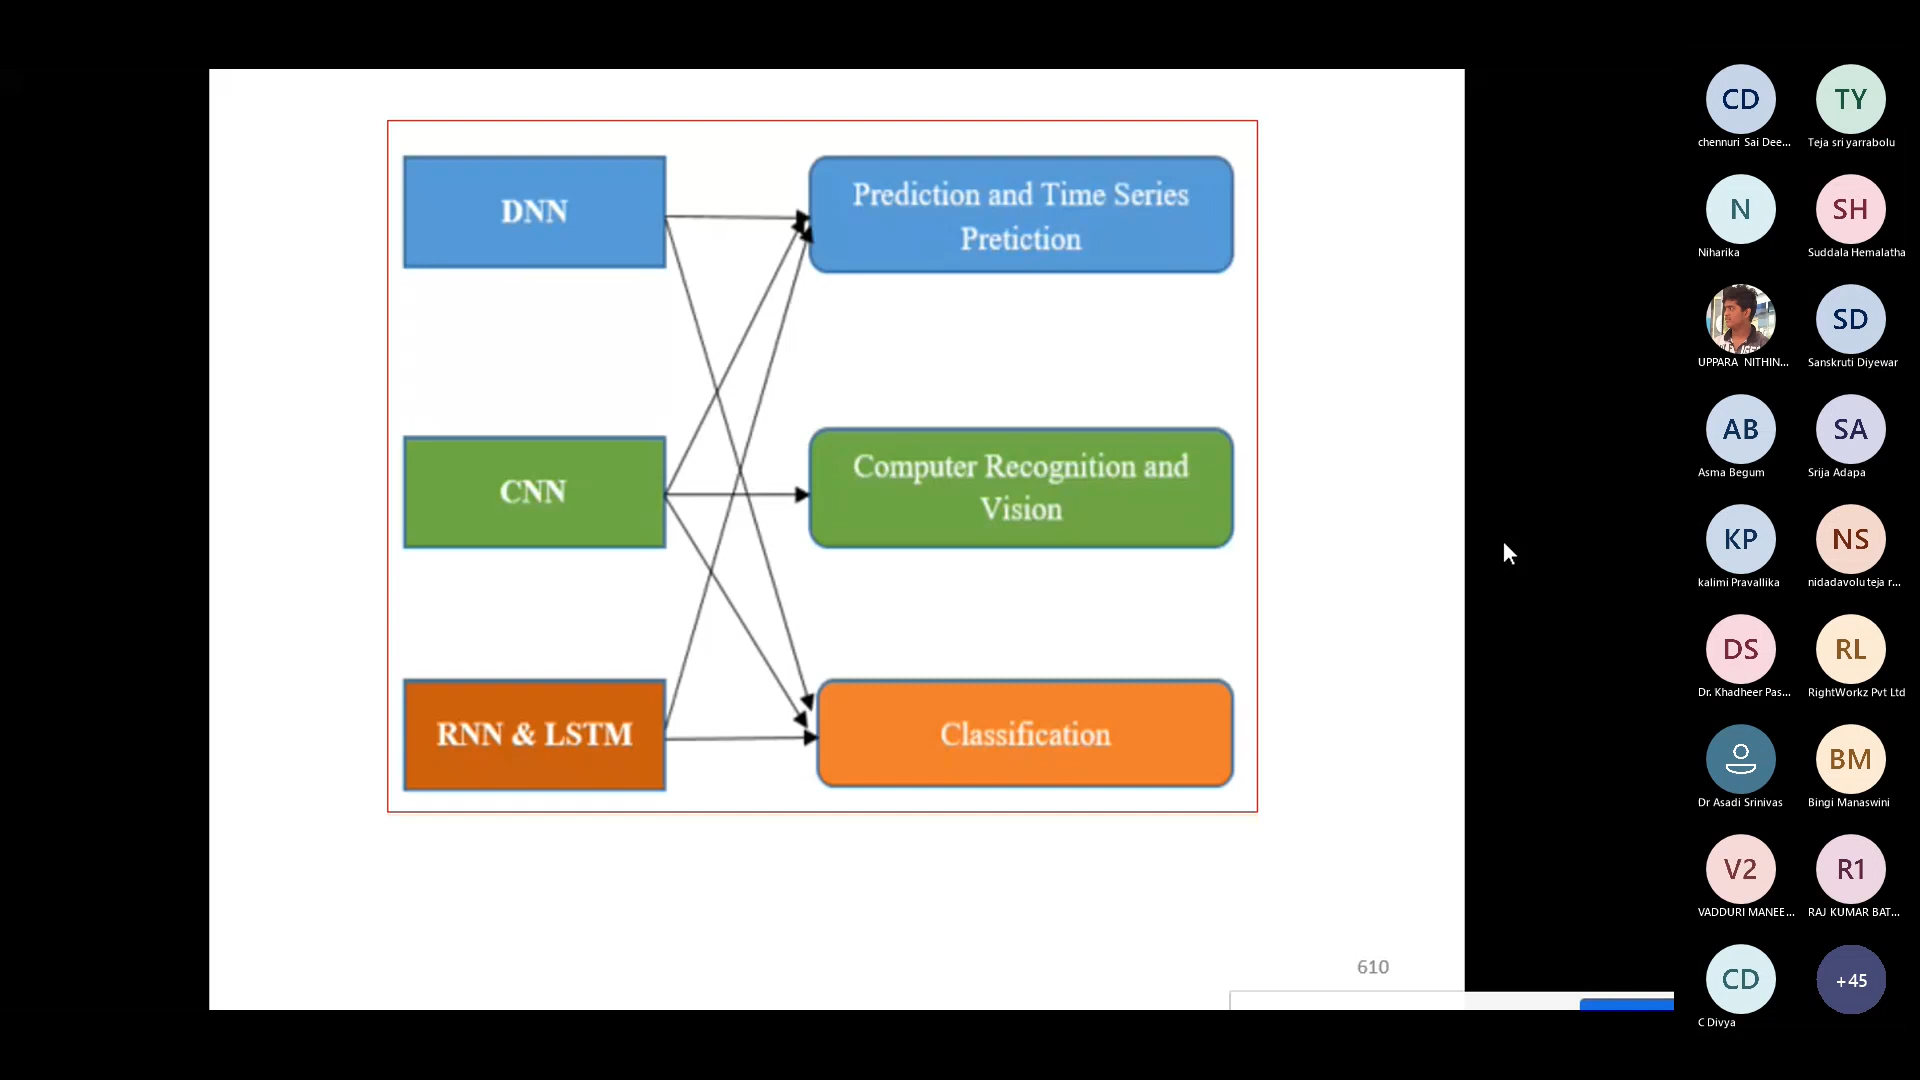 DNN
Prediction and Time Series
Pretiction
CNN
Computer Recognition and
Vision
RNN & LSTM
Classification
610
CD
chennuri Sai Dee...
TY
Teja sri yarrabolu
N
Niharika
SH
Suddala Hemalatha
UPPARA NITHIN...
SD
Sanskruti Diyewar
AB
Asma Begum
SA
Srija Adapa
KP
kalimi Pravallika
NS
nidadavolu teja r...
DS
Dr. Khadheer Pas...
RL
RightWorkz Pvt Ltd
Dr Asadi Srinivas
BM
Bingi Manaswini
V2
VADDURI MANEE...
R1
RAJ KUMAR BAT...
CD
C Divya
+45